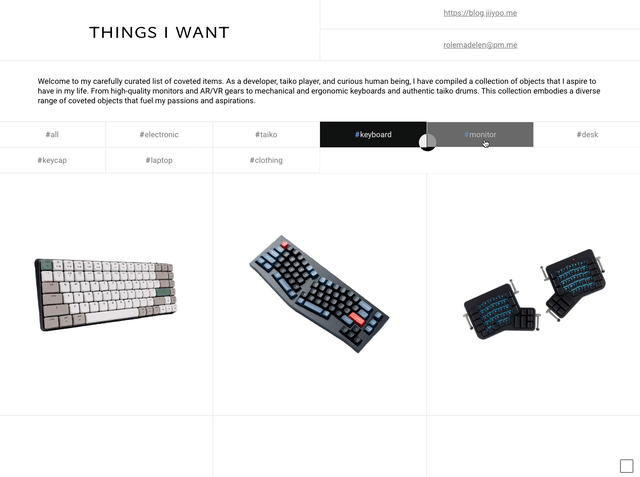 THINGS I WANT
https://blog.jiiyoo.me
rolemadelen@pm.me
Welcome to my carefully curated list of coveted items. As a developer, taiko player, and curious human being, I have compiled a collection of objects that I aspire to
have in my life. From high-quality monitors and AR/VR gears to mechanical and ergonomic keyboards and authentic taiko drums. This collection embodies a diverse
range of coveted objects that fuel my passions and aspirations.
#all
#electronic
#taiko
#keyboard
#monitor
#desk
#keycap
#laptop
#clothing